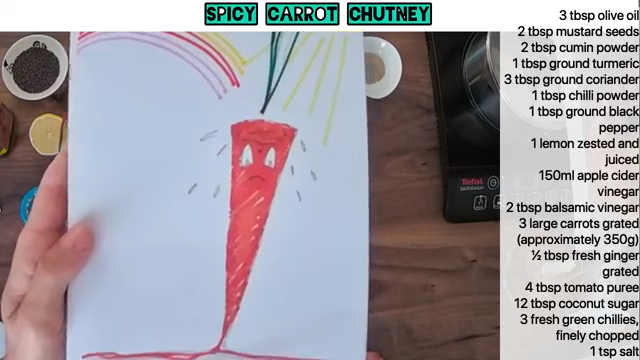 SPICY CARROT CHUTNEY
3 tbsp olive oil
2 tbsp mustard seeds
2 tbsp cumin powder
1 tbsp ground turmeric
3 tbsp ground coriander
1 tbsp chilli powder
1 tbsp ground black
pepper
1 lemon zested and
juiced
150ml apple cider
vinegar
2 tbsp balsamic vinegar
3 large carrots grated
(approximately 350g)
½ tbsp fresh ginger
grated
4 tbsp tomato puree
12 tbsp coconut sugar
3 fresh green chillies,
finely chopped
1 tsp salt
Tefal